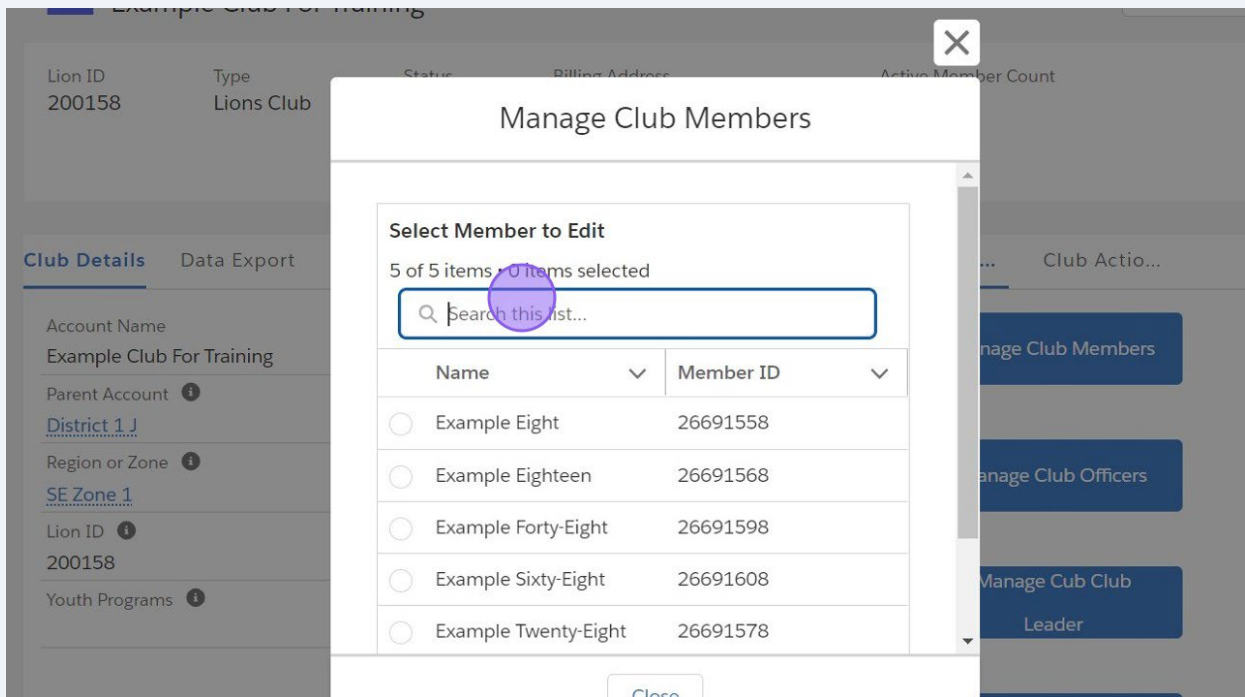 Example Club For Training
Lion ID Type Status Billing Address Active Member Count
200158 Lions Club
Manage Club Members
Select Member to Edit
5 of 5 items • 0 items selected
Search this list...
Name Member ID
Example Eight 26691558
Example Eighteen 26691568
Example Forty-Eight 26691598
Example Sixty-Eight 26691608
Example Twenty-Eight 26691578
Close
Club Details Data Export ... Club Actio...
Account Name
Example Club For Training
Parent Account
District 1 J
Region or Zone
SE Zone 1
Lion ID
200158
Youth Programs
nage Club Members
anage Club Officers
Manage Cub Club
Leader